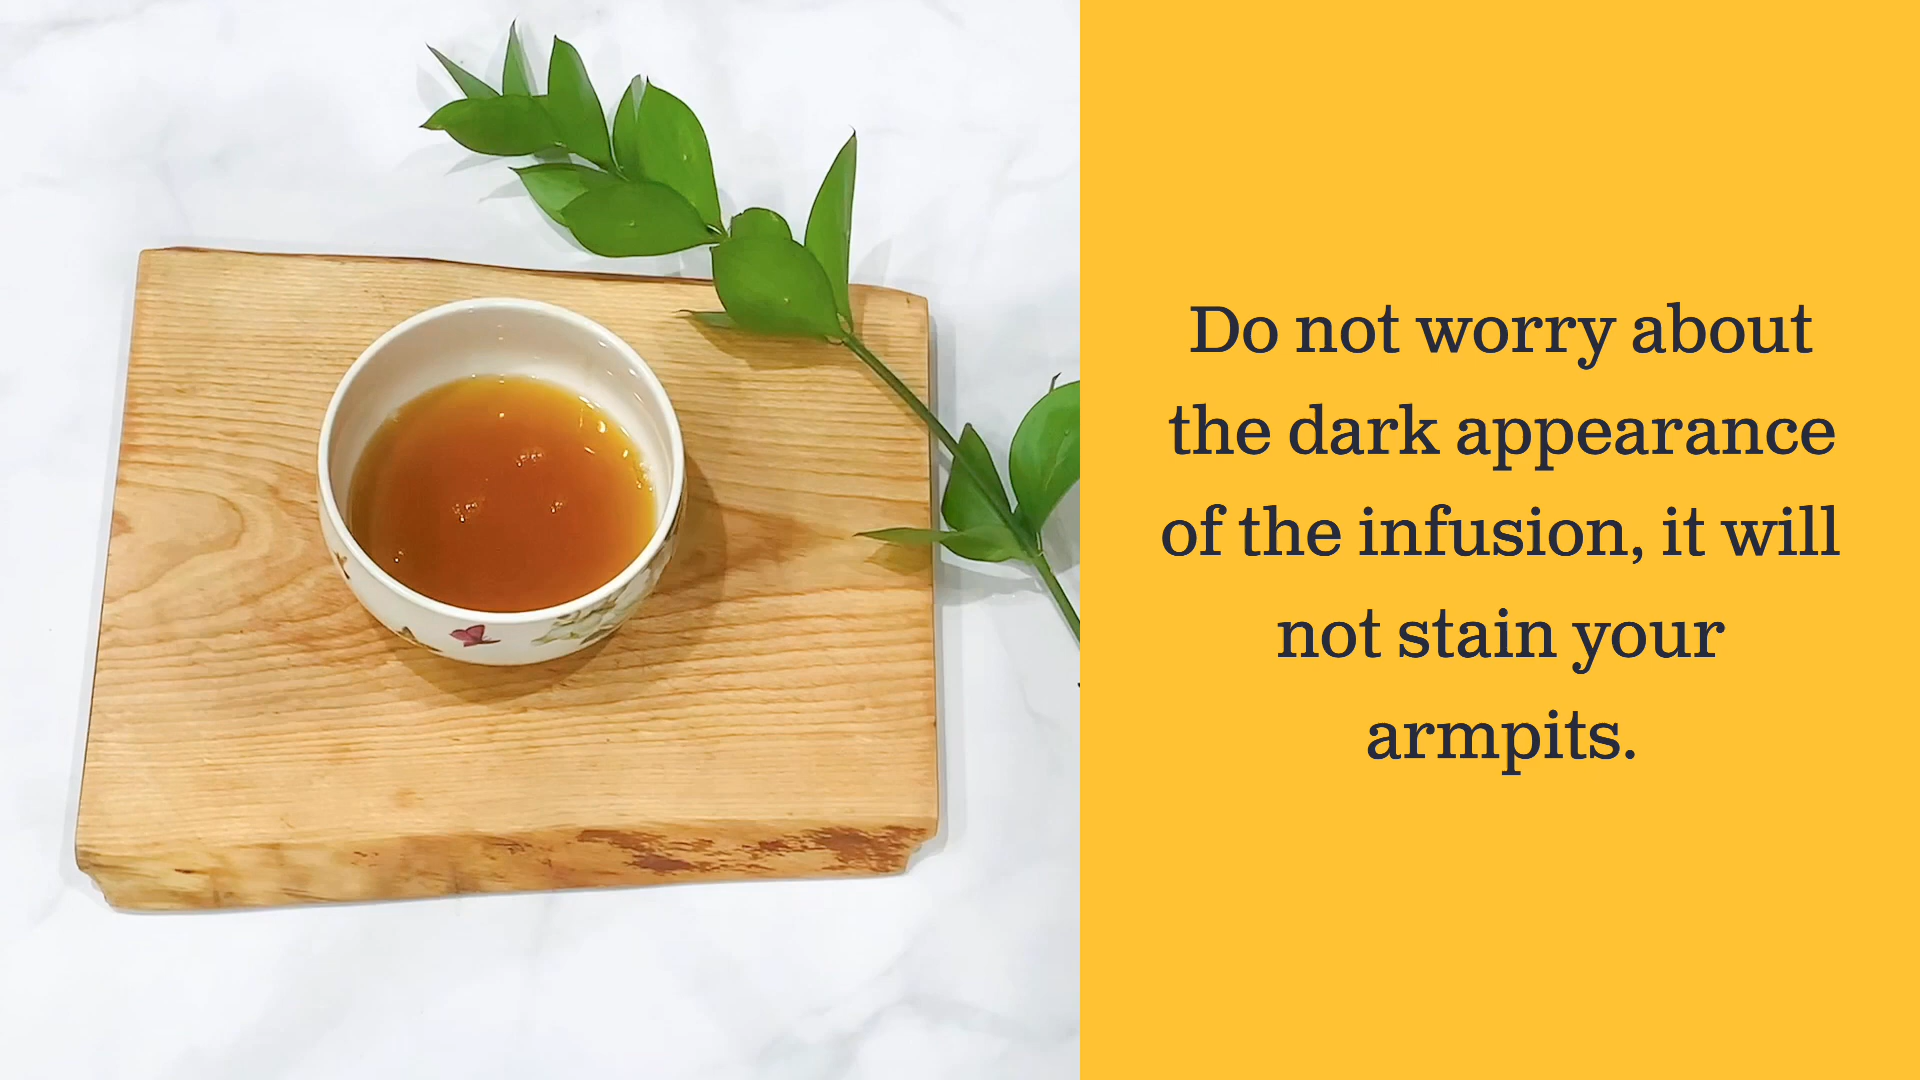 Do not worry about
the dark appearance
of the infusion, it will
not stain your
armpits.